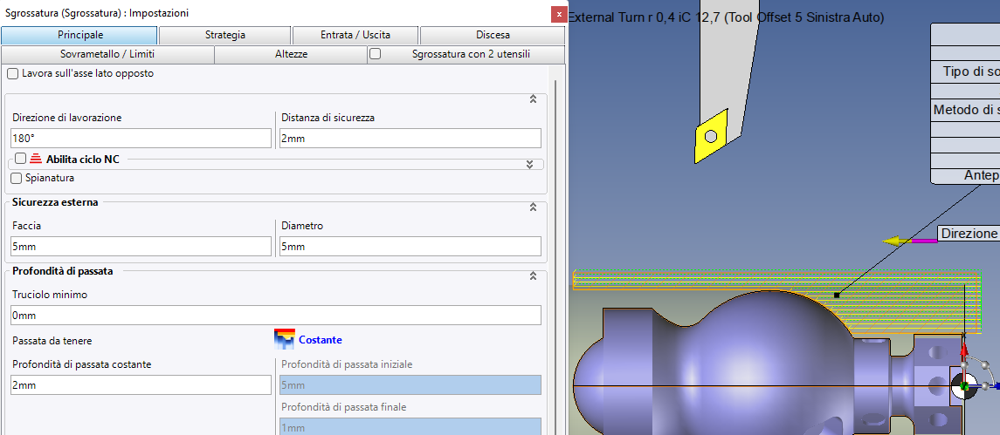 Sgrossatura (Sgrossatura) : Impostazioni
x
Principale
Strategia
Entrata / Uscita
Discesa
Sovrametallo / Limiti
Altezze
Sgrossatura con 2 utensili
Lavora sull'asse lato opposto
Direzione di lavorazione
Distanza di sicurezza
180°
2mm
Abilita ciclo NC
Spianatura
Sicurezza esterna
Faccia
Diametro
5mm
5mm
Profondità di passata
Truciolo minimo
0mm
Passata da tenere
Costante
Profondità di passata costante
Profondità di passata iniziale
2mm
5mm
Profondità di passata finale
1mm
External Turn r 0,4 iC 12,7 (Tool Offset 5 Sinistra Auto)
Tipo di so
Metodo di s
Antep
Direzione
X